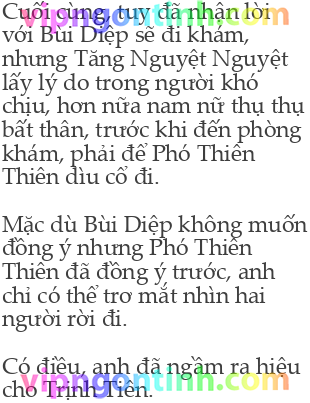 Cuối cùng, tuy đã nhận lời
với Bùi Diệp sẽ đi khám,
nhưng Tăng Nguyệt Nguyệt
lấy lý do trong người khó
chịu, hơn nữa nam nữ thụ thụ
bất thân, trước khi đến phòng
khám, phải để Phó Thiên
Thiên dìu cổ đi.
Mặc dù Bùi Diệp không muốn
đồng ý nhưng Phó Thiên
Thiên đã đồng ý trước, anh
chỉ có thể trơ mắt nhìn hai
người rời đi.
Có điều, anh đã ngầm ra hiệu
cho Trịnh Tiên.
vipngontinh.com
vipngontinh.com